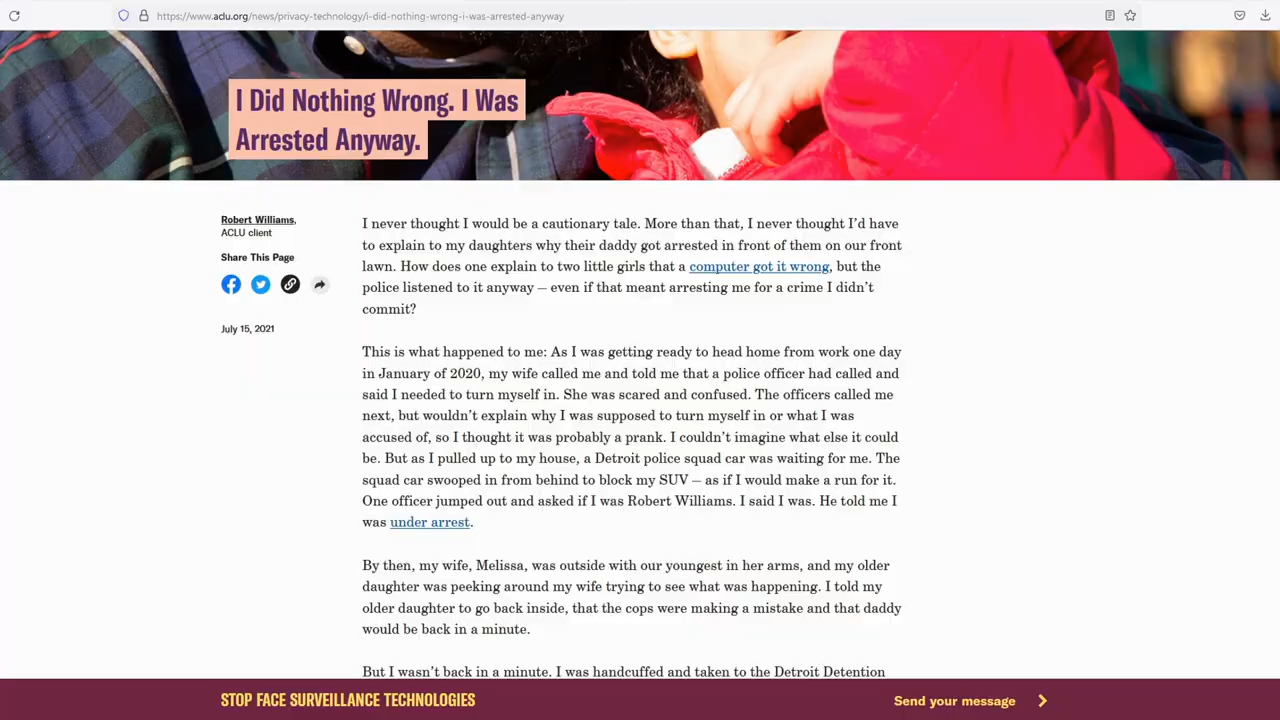 https://www.aclu.org/news/privacy-technology/i-did-nothing-wrong-i-was-arrested-anyway
I Did Nothing Wrong. I Was
Arrested Anyway.
Robert Williams,
ACLU client
Share This Page
July 15, 2021
I never thought I would be a cautionary tale. More than that, I never thought I’d have
to explain to my daughters why their daddy got arrested in front of them on our front
lawn. How does one explain to two little girls that a computer got it wrong, but the
police listened to it anyway – even if that meant arresting me for a crime I didn’t
commit?
This is what happened to me: As I was getting ready to head home from work one day
in January of 2020, my wife called me and told me that a police officer had called and
said I needed to turn myself in. She was scared and confused. The officers called me
next, but wouldn’t explain why I was supposed to turn myself in or what I was
accused of, so I thought it was probably a prank. I couldn’t imagine what else it could
be. But as I pulled up to my house, a Detroit police squad car was waiting for me. The
squad car swooped in from behind to block my SUV – as if I would make a run for it.
One officer jumped out and asked if I was Robert Williams. I said I was. He told me I
was under arrest.
By then, my wife, Melissa, was outside with our youngest in her arms, and my older
daughter was peeking around my wife trying to see what was happening. I told my
older daughter to go back inside, that the cops were making a mistake and that daddy
would be back in a minute.
But I wasn’t back in a minute. I was handcuffed and taken to the Detroit Detention
STOP FACE SURVEILLANCE TECHNOLOGIES
Send your message